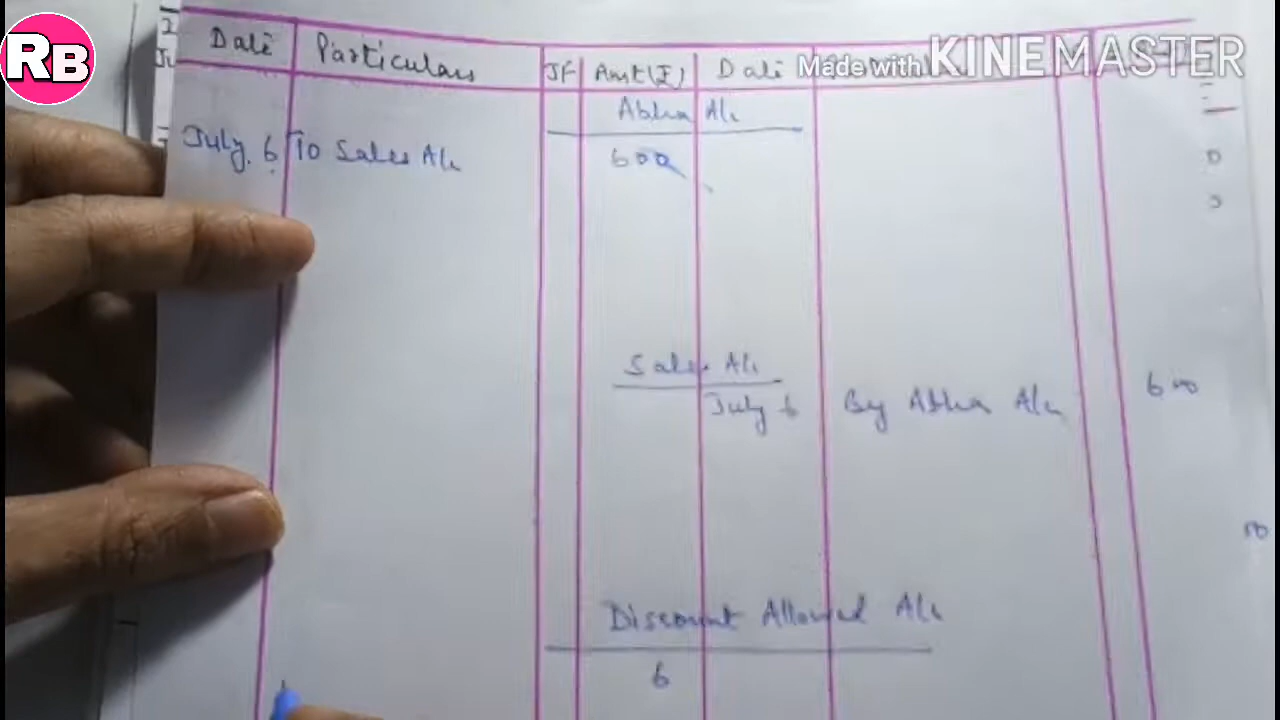 RB
Date Particulars JF Amt(₹) Date
Made with KINEMASTER
Abha A/c
July. 6 To Sales A/c 600
Sales A/c
July 6 By Abha A/c 600
Discount Allowed A/c
6